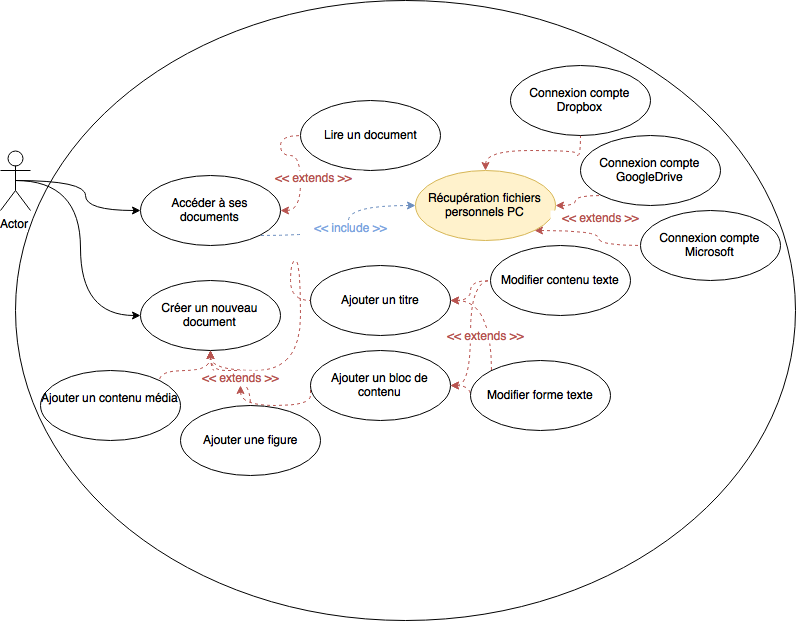 Connexion compte
Dropbox
Lire un document
Connexion compte
GoogleDrive
<< extends >>
Actor
Accéder à ses
documents
Récupération fichiers
personnels PC
<< extends >>
<< include >>
Connexion compte
Microsoft
Modifier contenu texte
Ajouter un titre
Créer un nouveau
document
<< extends >>
<< extends >>
Ajouter un bloc de
contenu
Modifier forme texte
Ajouter un contenu média
Ajouter une figure